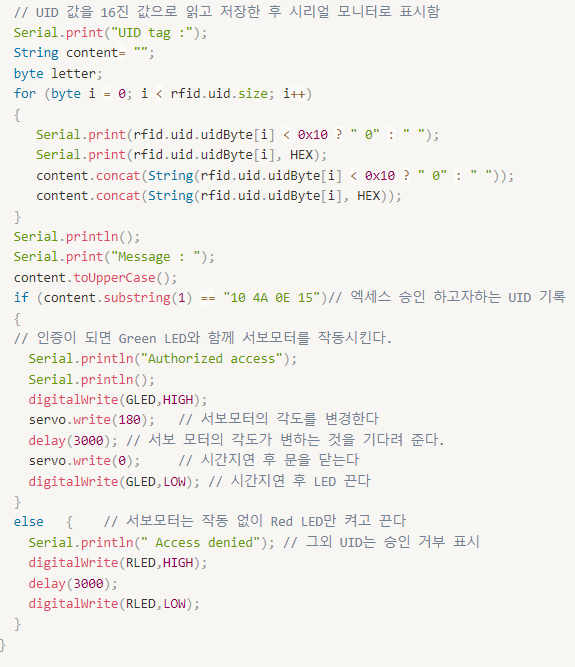 // UID 값을 16진 값으로 읽고 저장한 후 시리얼 모니터로 표시함
Serial.print("UID tag :");
String content= "";
byte letter;
for (byte i = 0; i < rfid.uid.size; i++)
{
Serial.print(rfid.uid.uidByte[i] < 0x10 ? " 0" : " ");
Serial.print(rfid.uid.uidByte[i], HEX);
content.concat(String(rfid.uid.uidByte[i] < 0x10 ? " 0" : " "));
content.concat(String(rfid.uid.uidByte[i], HEX));
}
Serial.println();
Serial.print("Message : ");
content.toUpperCase();
if (content.substring(1) == "10 4A 0E 15")// 엑세스 승인 하고자하는 UID 기록
{
// 인증이 되면 Green LED와 함께 서보모터를 작동시킨다.
Serial.println("Authorized access");
Serial.println();
digitalWrite(GLED,HIGH);
servo.write(180); // 서보모터의 각도를 변경한다
delay(3000); // 서보 모터의 각도가 변하는 것을 기다려 준다.
servo.write(0); // 시간지연 후 문을 닫는다
digitalWrite(GLED,LOW); // 시간지연 후 LED 끈다
}
else { // 서보모터는 작동 없이 Red LED만 켜고 끈다
Serial.println(" Access denied"); // 그외 UID는 승인 거부 표시
digitalWrite(RLED,HIGH);
delay(3000);
digitalWrite(RLED,LOW);
}
}